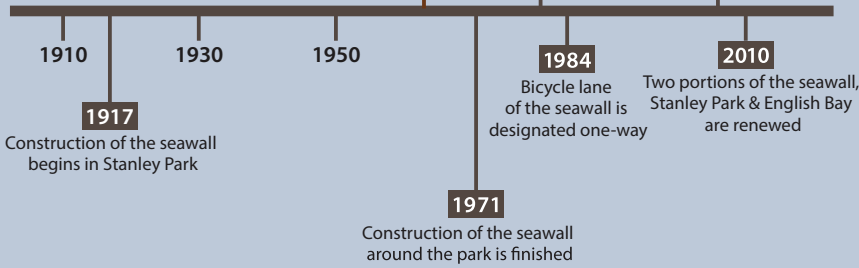 1910
1930
1950
1917
Construction of the seawall
begins in Stanley Park
1971
Construction of the seawall
around the park is finished
1984
Bicycle lane
of the seawall is
designated one-way
2010
Two portions of the seawall,
Stanley Park & English Bay
are renewed